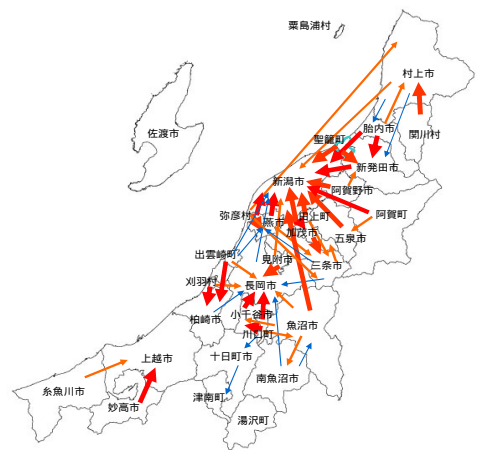 粟島浦村
村上市
胎内市
関川村
聖籠町
佐渡市
新発田市
新潟市
阿賀野市
弥彦村
燕市
田上町
阿賀町
加茂市
五泉市
出雲崎町
見附市
三条市
刈羽村
長岡市
柏崎市
小千谷市
魚沼市
川口町
上越市
十日町市
糸魚川市
南魚沼市
妙高市
津南町
湯沢町